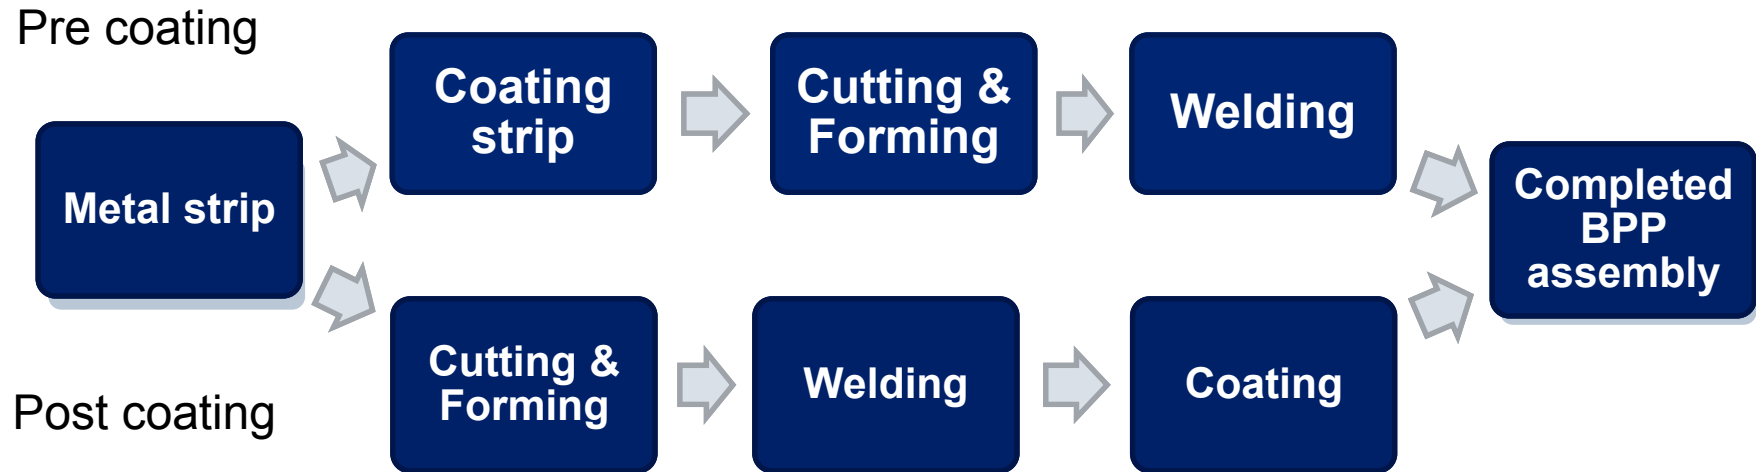 Pre coating
Coating
strip
Cutting &
Forming
Welding
Metal strip
Completed
BPP
assembly
Cutting &
Forming
Welding
Coating
Post coating